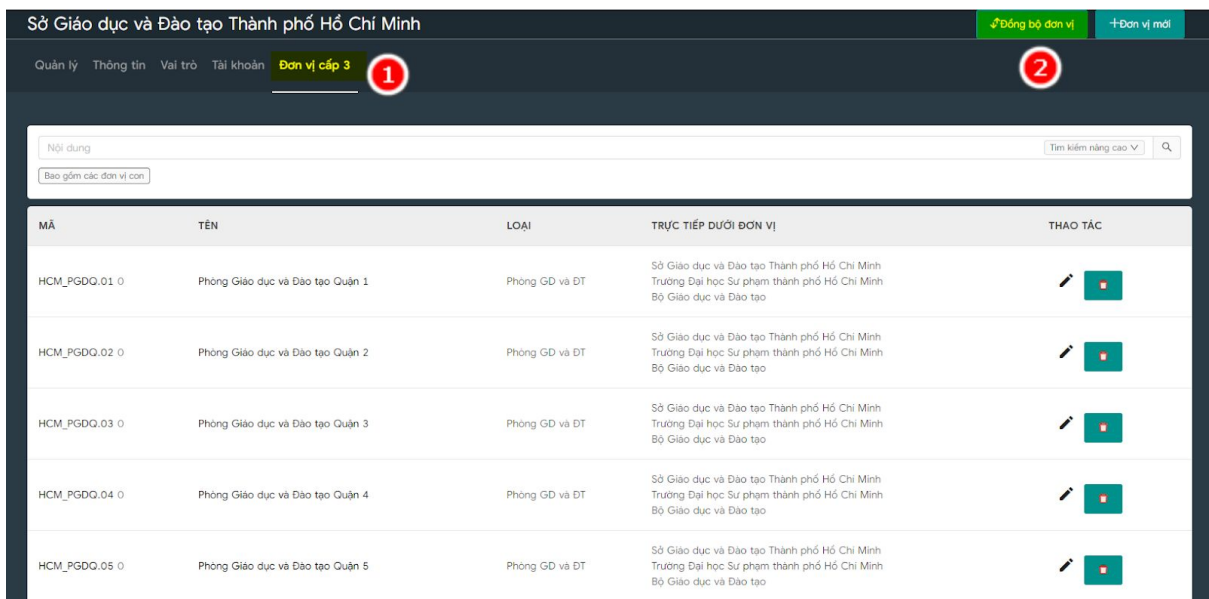 Sở Giáo dục và Đào tạo Thành phố Hồ Chí Minh
Đồng bộ đơn vị
+Đơn vị mới
Quản lý Thông tin Vai trò Tài khoản Đơn vị cấp 3
1
2
Nội dung
Tìm kiếm nâng cao
Bao gồm các đơn vị con
MÃ TÊN LOẠI TRỰC TIẾP DƯỚI ĐƠN VỊ THAO TÁC
Sở Giáo dục và Đào tạo Thành phố Hồ Chí Minh
HCM_PGDQ.01 0 Phòng Giáo dục và Đào tạo Quận 1 Phòng GD và ĐT Trường Đại học Sư phạm thành phố Hồ Chí Minh
Bộ Giáo dục và Đào tạo
Sở Giáo dục và Đào tạo Thành phố Hồ Chí Minh
HCM_PGDQ.02 0 Phòng Giáo dục và Đào tạo Quận 2 Phòng GD và ĐT Trường Đại học Sư phạm thành phố Hồ Chí Minh
Bộ Giáo dục và Đào tạo
Sở Giáo dục và Đào tạo Thành phố Hồ Chí Minh
HCM_PGDQ.03 0 Phòng Giáo dục và Đào tạo Quận 3 Phòng GD và ĐT Trường Đại học Sư phạm thành phố Hồ Chí Minh
Bộ Giáo dục và Đào tạo
Sở Giáo dục và Đào tạo Thành phố Hồ Chí Minh
HCM_PGDQ.04 0 Phòng Giáo dục và Đào tạo Quận 4 Phòng GD và ĐT Trường Đại học Sư phạm thành phố Hồ Chí Minh
Bộ Giáo dục và Đào tạo
Sở Giáo dục và Đào tạo Thành phố Hồ Chí Minh
HCM_PGDQ.05 0 Phòng Giáo dục và Đào tạo Quận 5 Phòng GD và ĐT Trường Đại học Sư phạm thành phố Hồ Chí Minh
Bộ Giáo dục và Đào tạo